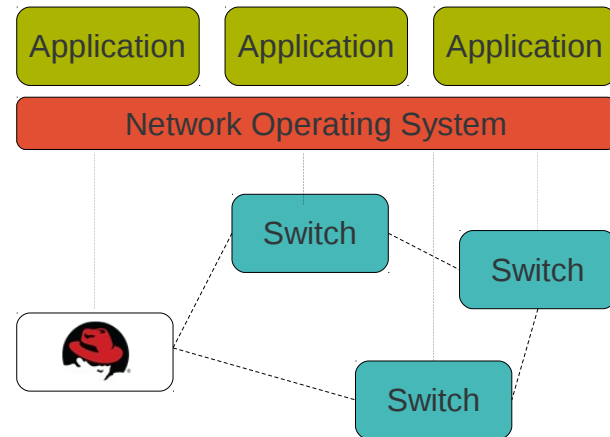 Application
Application
Application
Network Operating System
Switch
Switch
Switch